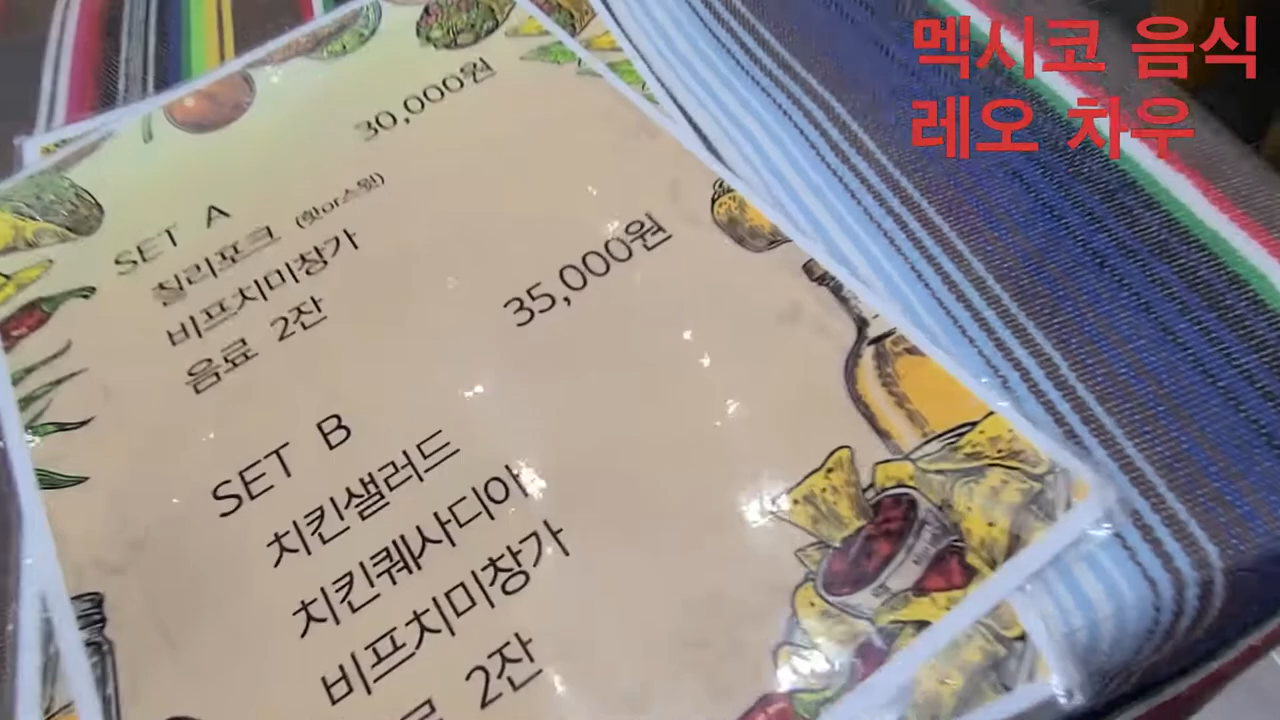 멕시코 음식
레오 차우
30,000원
SET A
칠리포크 (핫or스윗)
비프치미창가
음료 2잔
35,000원
SET B
치킨샐러드
치킨퀘사디아
비프치미창가
료 2잔